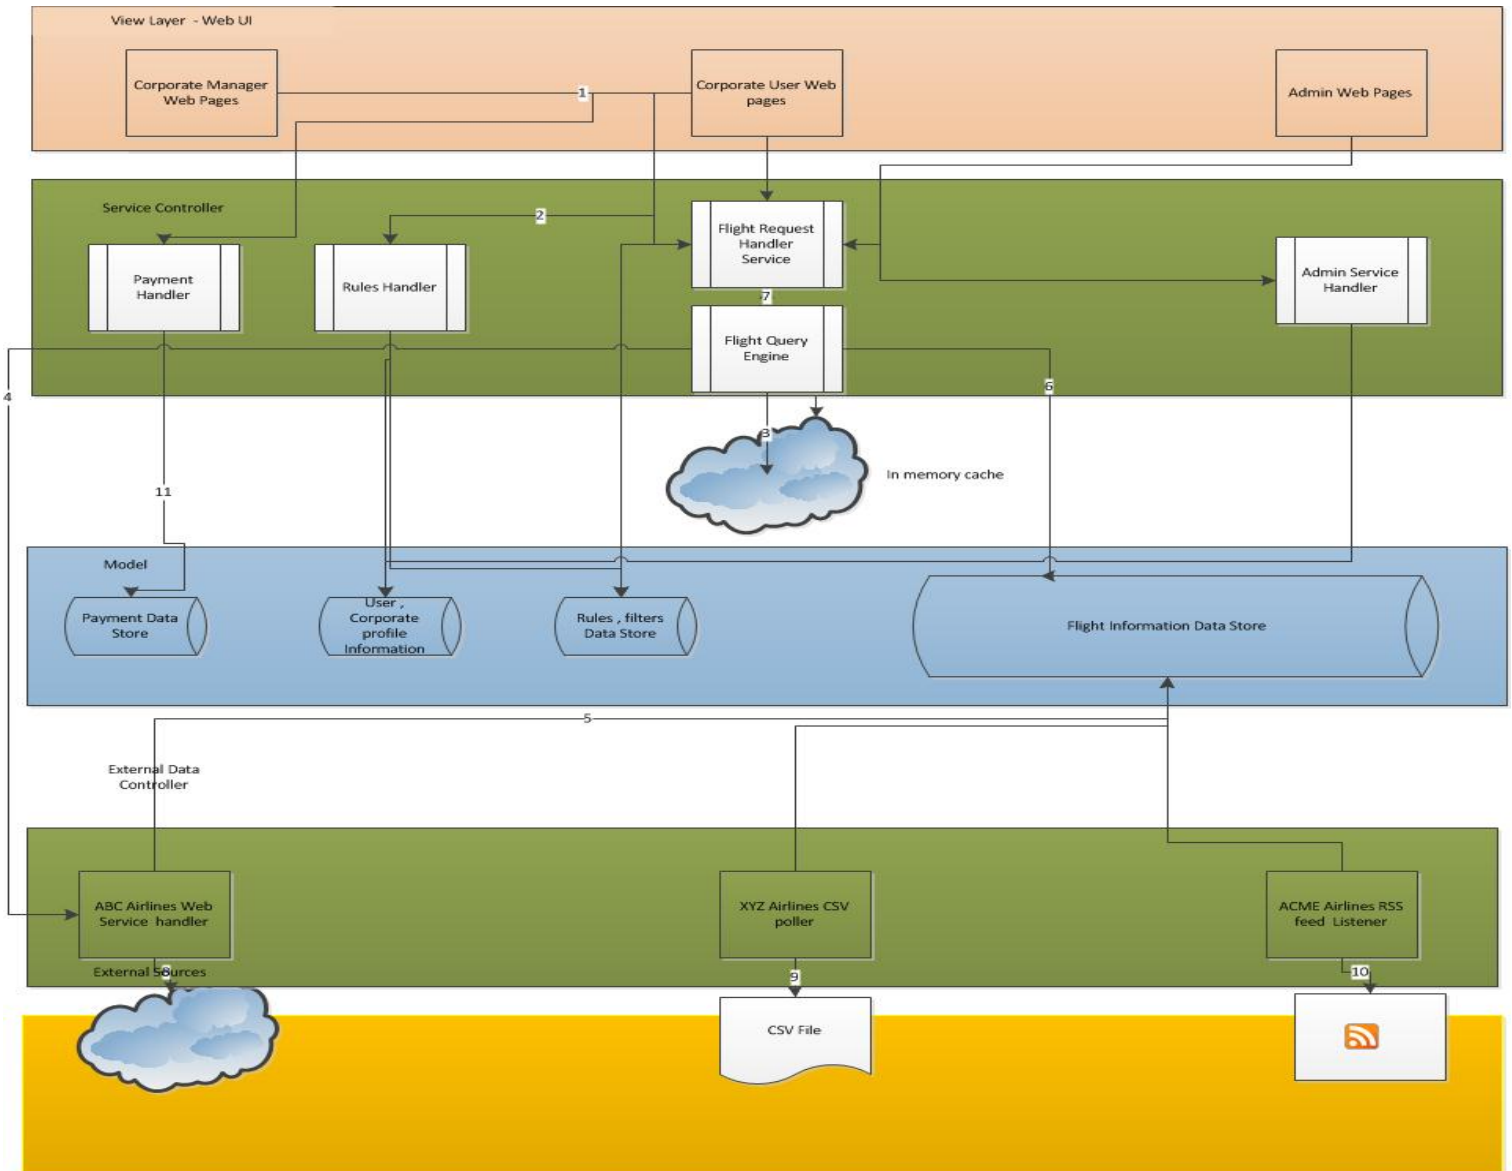 View Layer - Web UI
Corporate Manager
Web Pages
1
Corporate User Web
pages
Admin Web Pages
Service Controller
2
Flight Request
Handler
Service
Payment
Handler
Rules Handler
Admin Service
Handler
7
Flight Query
Engine
4
6
3
In memory cache
11
Model
Payment Data
Store
User ,
Corporate
profile
Information
Rules , filters
Data Store
Flight Information Data Store
5
External Data
Controller
ABC Airlines Web
Service handler
XYZ Airlines CSV
poller
ACME Airlines RSS
feed Listener
External Sources
8
9
10
CSV File